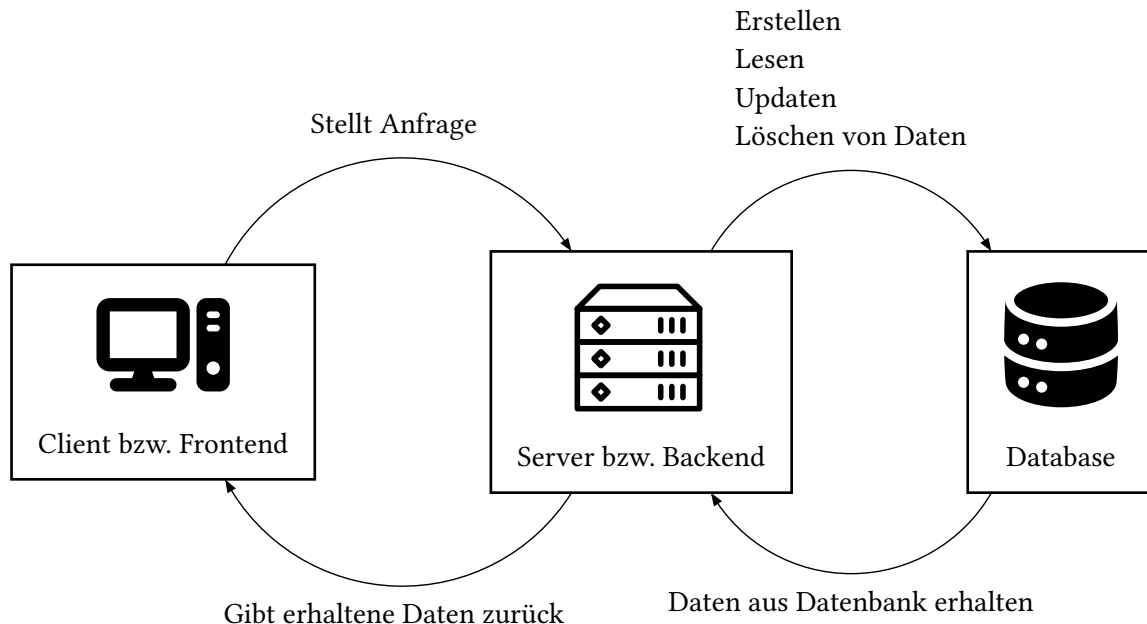 Erstellen
Lesen
Updaten
Löschen von Daten
Stellt Anfrage
Client bzw. Frontend
Server bzw. Backend
Database
Gibt erhaltene Daten zurück
Daten aus Datenbank erhalten